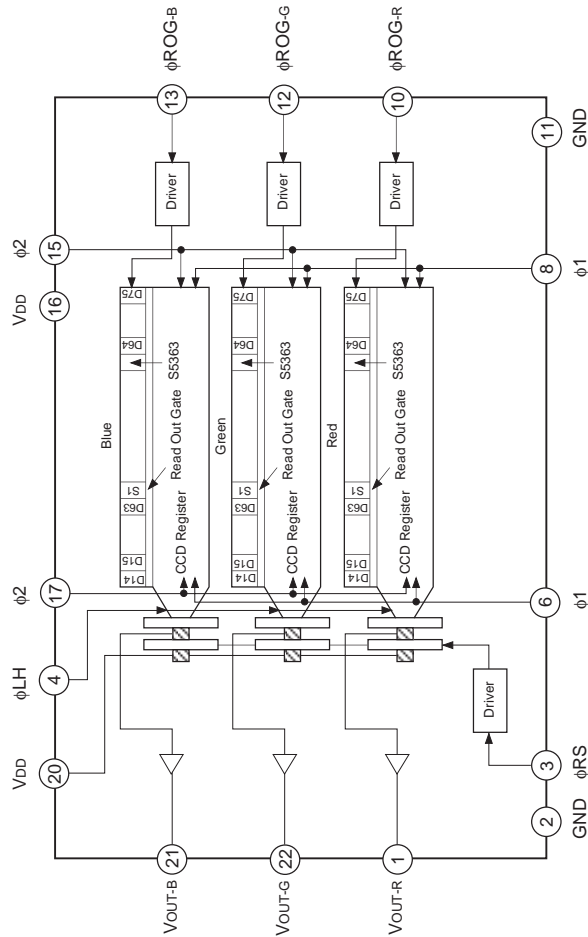 φROG-B
φROG-G
φROG-R
13
12
10
11
GND
Driver
Driver
Driver
φ2
15
VDD
16
8
φ1
Blue
D14
D15
D63
S1
S5363
D64
D75
Read Out Gate
CCD Register
Green
D14
D15
D63
S1
S5363
D64
D75
Read Out Gate
CCD Register
Red
D14
D15
D63
S1
S5363
D64
D75
Read Out Gate
CCD Register
φ2
17
6
φ1
φLH
4
VDD
20
Driver
3
φRS
2
GND
21
22
1
VOUT-B
VOUT-G
VOUT-R